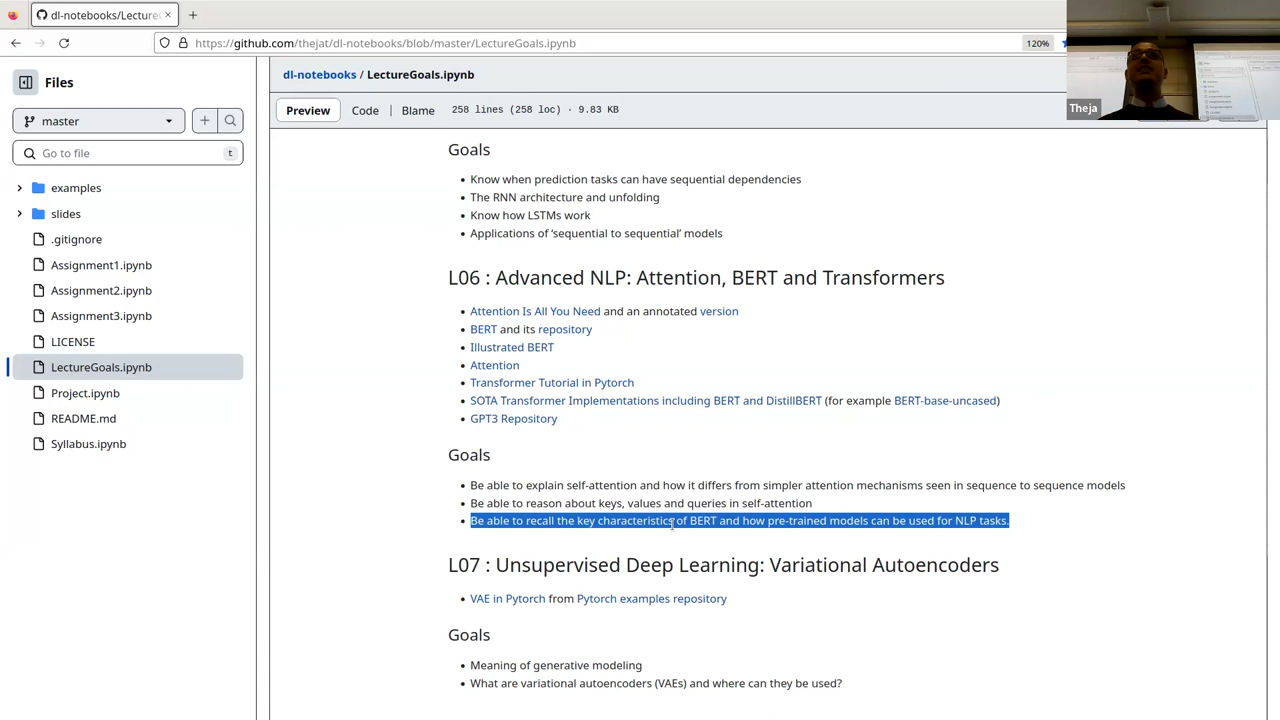 dl-notebooks/LectureG
https://github.com/thejat/dl-notebooks/blob/master/LectureGoals.ipynb
120%
Theja
Files
master
Go to file
t
examples
slides
.gitignore
Assignment1.ipynb
Assignment2.ipynb
Assignment3.ipynb
LICENSE
LectureGoals.ipynb
Project.ipynb
README.md
Syllabus.ipynb
dl-notebooks / LectureGoals.ipynb
Preview Code Blame 258 lines (258 loc) · 9.83 KB
Goals
• Know when prediction tasks can have sequential dependencies
• The RNN architecture and unfolding
• Know how LSTMs work
• Applications of ‘sequential to sequential’ models
L06 : Advanced NLP: Attention, BERT and Transformers
• Attention Is All You Need and an annotated version
• BERT and its repository
• Illustrated BERT
• Attention
• Transformer Tutorial in Pytorch
• SOTA Transformer Implementations including BERT and DistillBERT (for example BERT-base-uncased)
• GPT3 Repository
Goals
• Be able to explain self-attention and how it differs from simpler attention mechanisms seen in sequence to sequence models
• Be able to reason about keys, values and queries in self-attention
• Be able to recall the key characteristics of BERT and how pre-trained models can be used for NLP tasks.
L07 : Unsupervised Deep Learning: Variational Autoencoders
• VAE in Pytorch from Pytorch examples repository
Goals
• Meaning of generative modeling
• What are variational autoencoders (VAEs) and where can they be used?